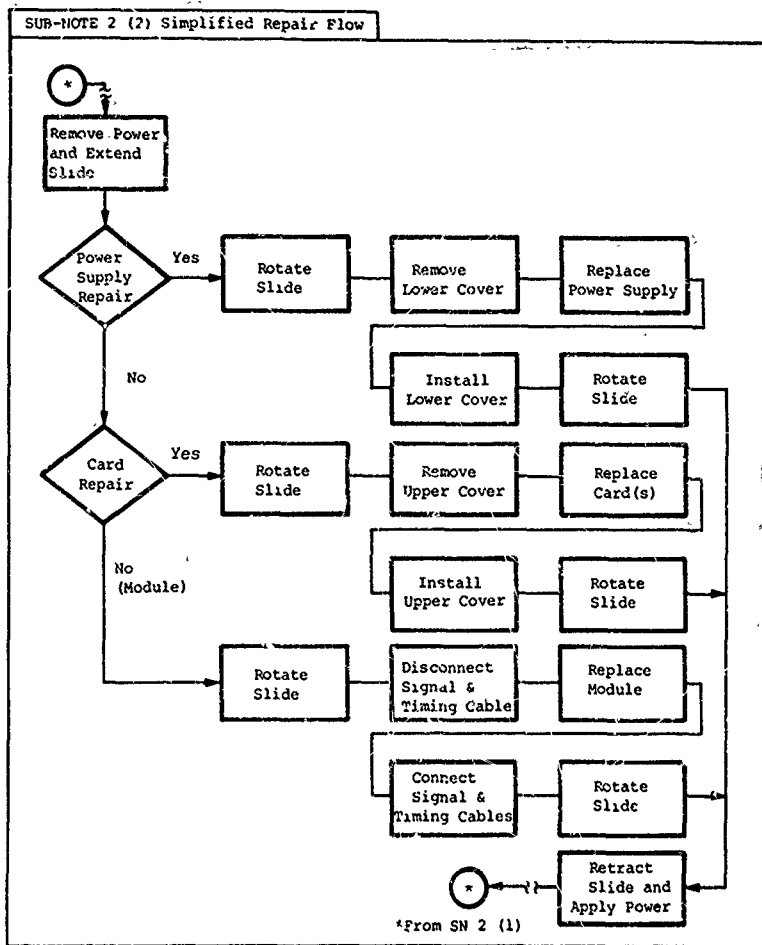 SUB-NOTE 2 (2) Simplified Repair Flow
*
Remove Power
and Extend
Slide
Power
Supply
Repair
Yes
Rotate
Slide
Remove
Lower Cover
Replace
Power Supply
No
Install
Lower Cover
Rotate
Slide
Card
Repair
Yes
Rotate
Slide
Remove
Upper Cover
Replace
Card(s)
No
(Module)
Install
Upper Cover
Rotate
Slide
Rotate
Slide
Disconnect
Signal &
Timing Cable
Replace
Module
Connect
Signal &
Timing Cables
Rotate
Slide
Retract
Slide and
Apply Power
*
*From SN 2 (1)